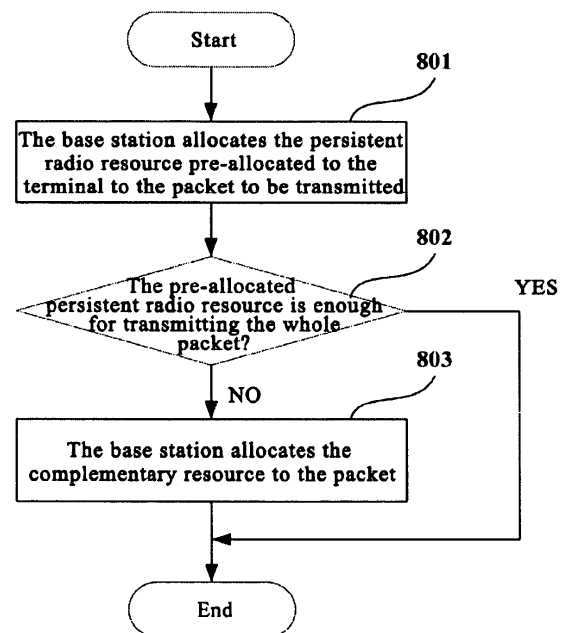 Start
801
The base station allocates the persistent
radio resource pre-allocated to the
terminal to the packet to be transmitted
802
The pre-allocated
persistent radio resource is enough
for transmitting the whole
packet?
YES
NO
803
The base station allocates the
complementary resource to the packet
End